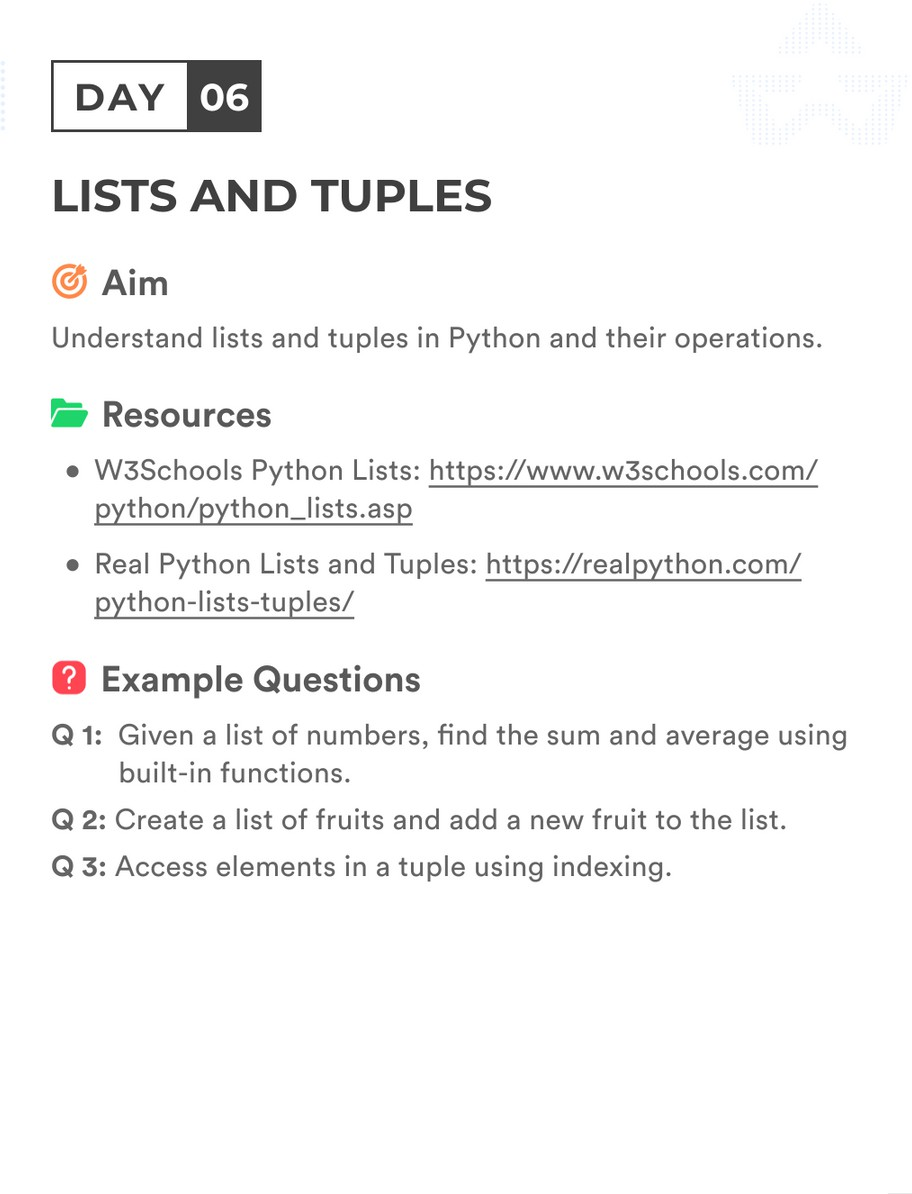 DAY 06
LISTS AND TUPLES
Aim
Understand lists and tuples in Python and their operations.
Resources
● W3Schools Python Lists: https://www.w3schools.com/
python/python_lists.asp
● Real Python Lists and Tuples: https://realpython.com/
python-lists-tuples/
? Example Questions
Q 1: Given a list of numbers, find the sum and average using
built-in functions.
Q 2: Create a list of fruits and add a new fruit to the list.
Q 3: Access elements in a tuple using indexing.